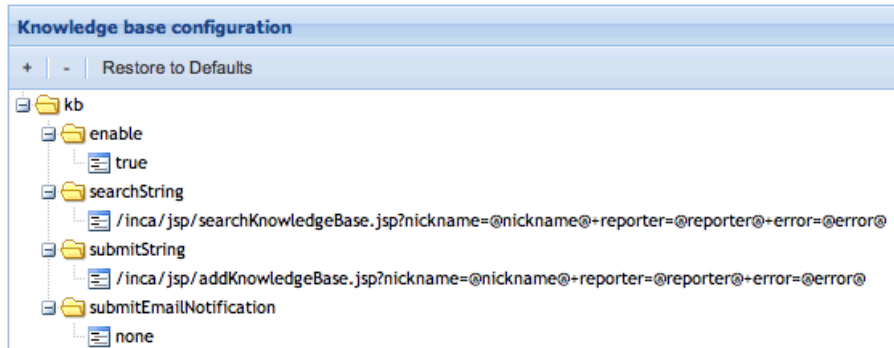 Knowledge base configuration
+ - Restore to Defaults
kb
enable
true
searchString
/inca/jsp/searchKnowledgeBase.jsp?nickname=@nickname@+reporter=@reporter@+error=@error@
submitString
/inca/jsp/addKnowledgeBase.jsp?nickname=@nickname@+reporter=@reporter@+error=@error@
submitEmailNotification
none